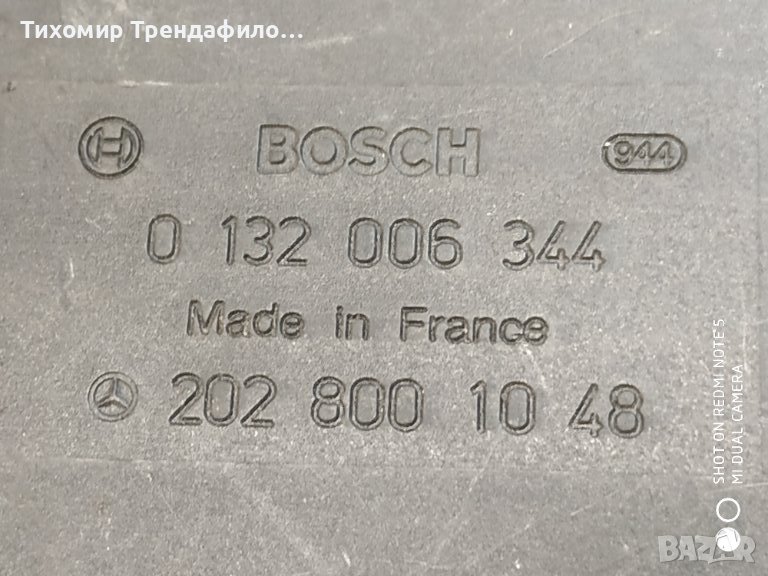 Тихомир Трендафило...
BOSCH 944
0 132 006 344
Made in France
202 800 10 48
SHOT ON REDMI NOTE 5
MI DUAL CAMERA
BAZAR